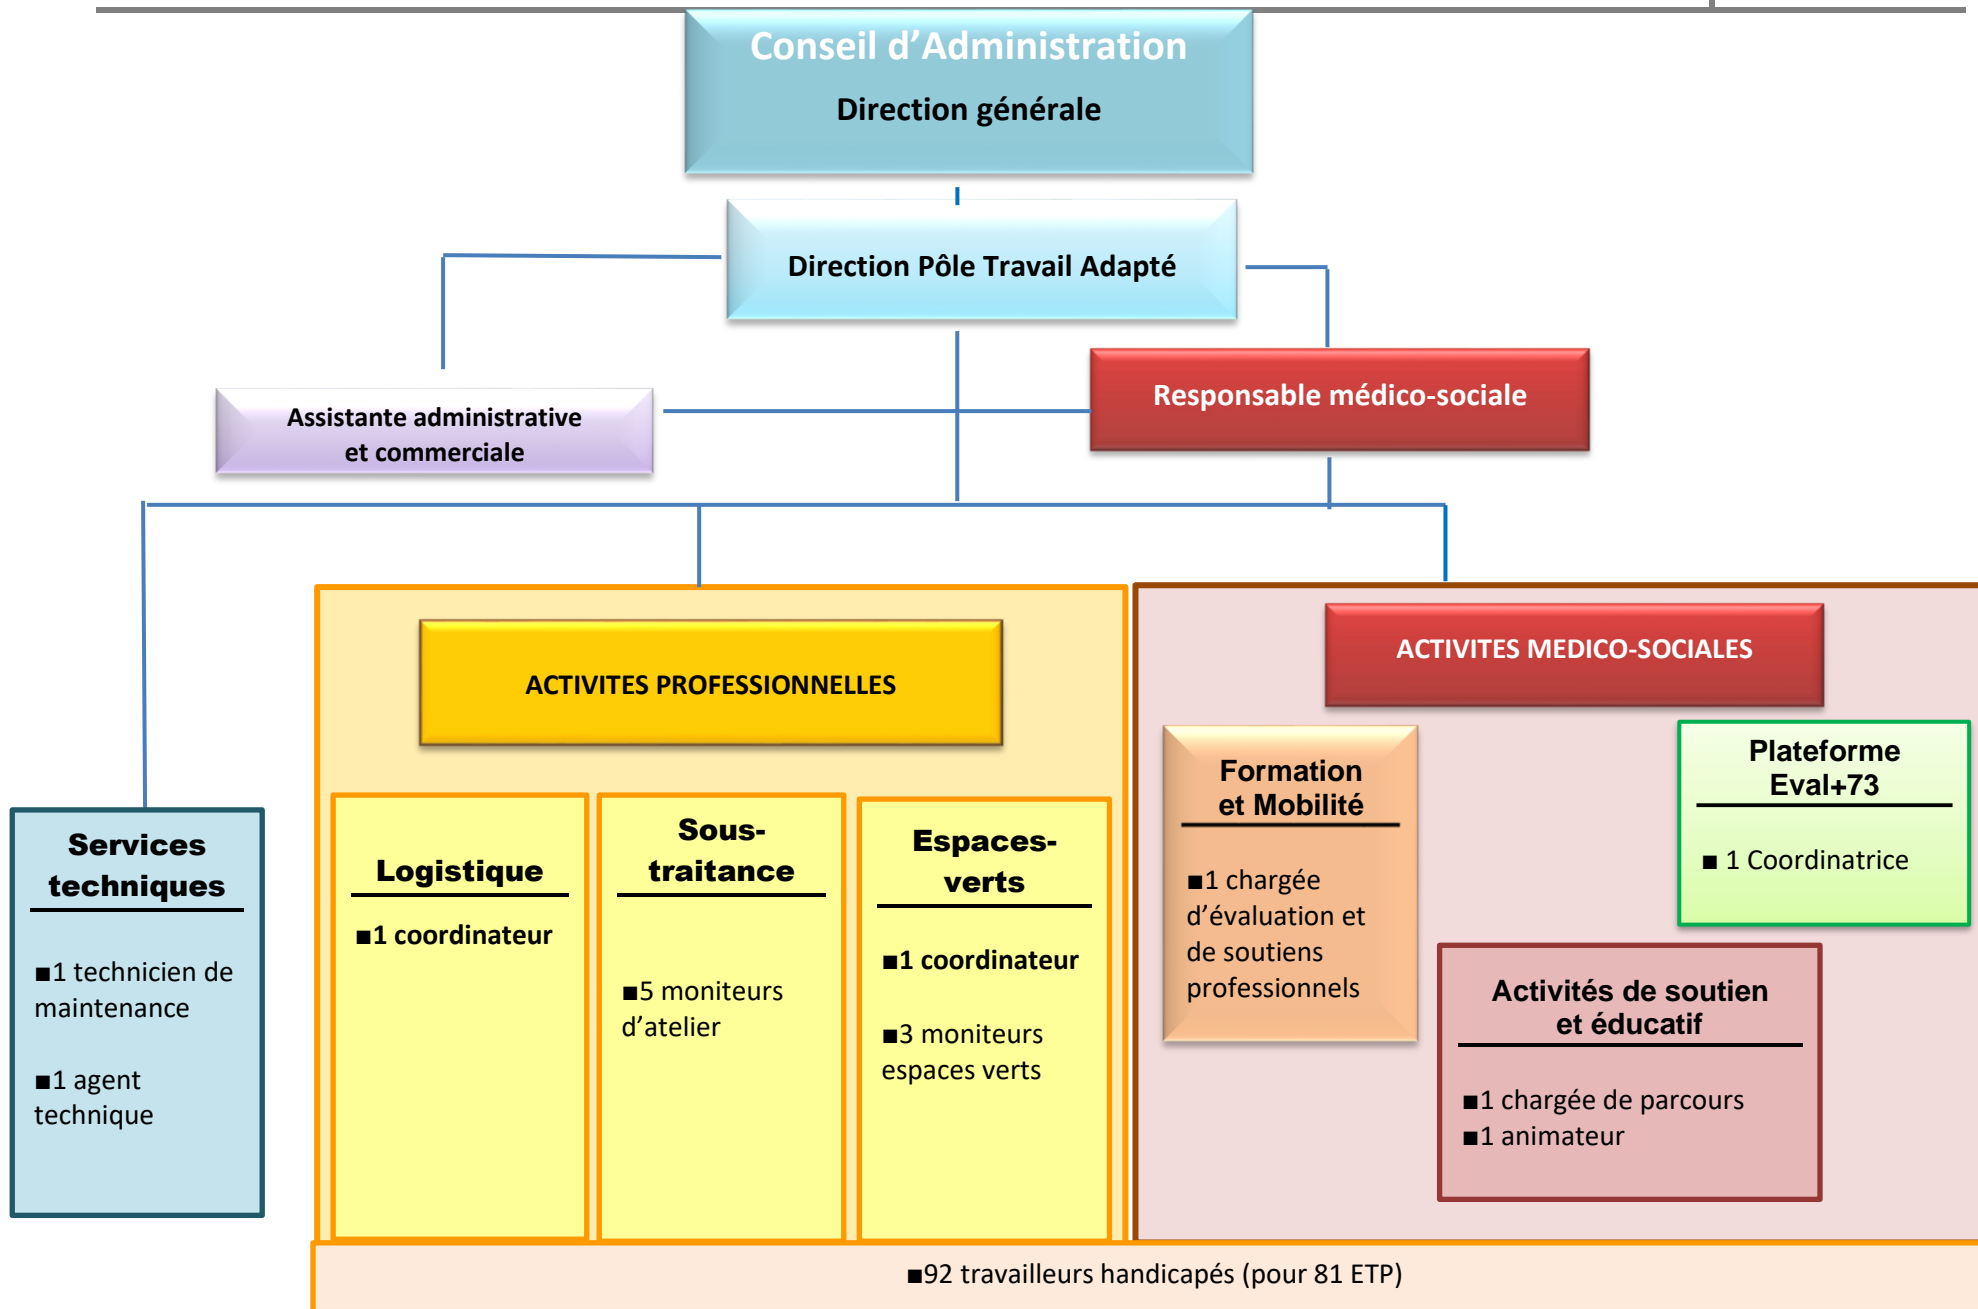 Conseil d’Administration
Direction générale
Direction Pôle Travail Adapté
Assistante administrative
et commerciale
Responsable médico-sociale
ACTIVITES PROFESSIONNELLES
ACTIVITES MEDICO-SOCIALES
Services
techniques
■1 technicien de
maintenance
■1 agent
technique
Logistique
■1 coordinateur
Sous-
traitance
■5 moniteurs
d’atelier
Espaces-
verts
■1 coordinateur
■3 moniteurs
espaces verts
Formation
et Mobilité
■1 chargée
d’évaluation et
de soutiens
professionnels
Plateforme
Eval+73
■ 1 Coordinatrice
Activités de soutien
et éducatif
■1 chargée de parcours
■1 animateur
■92 travailleurs handicapés (pour 81 ETP)